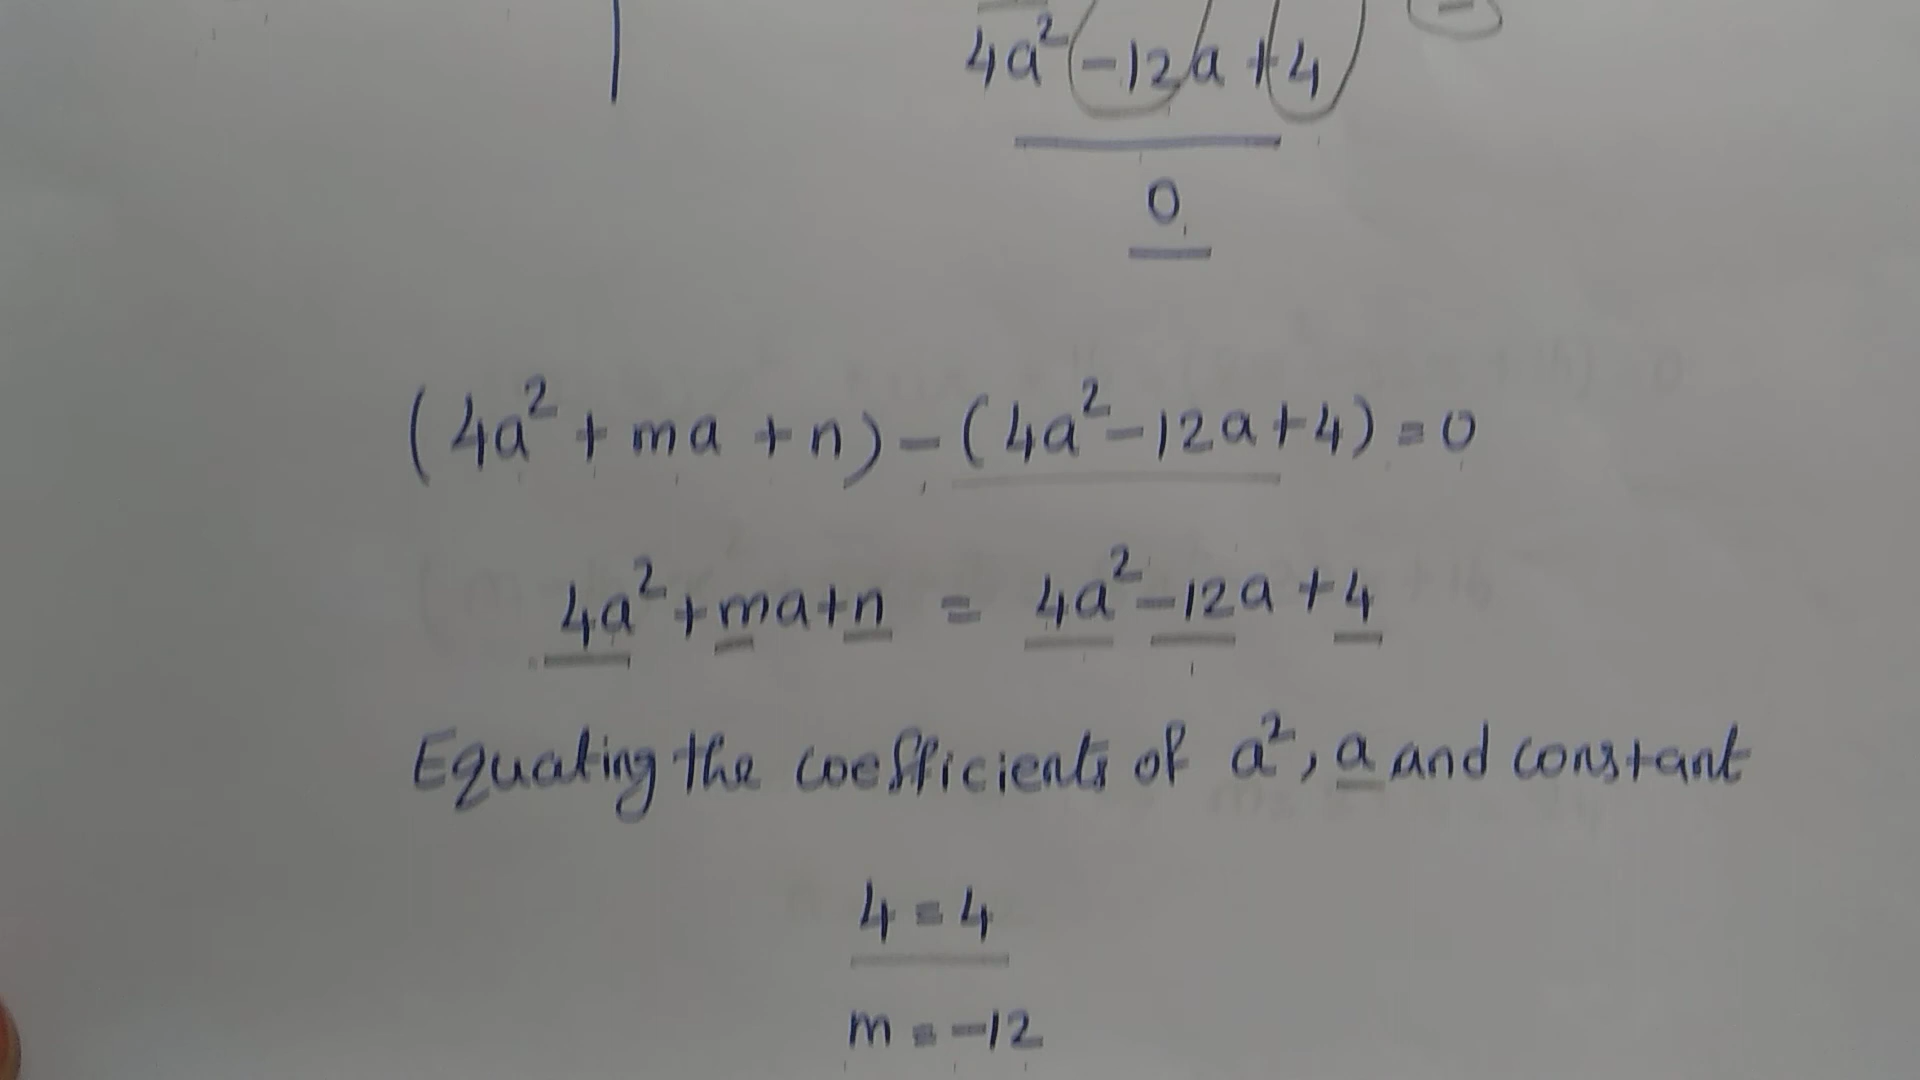 4a² - 12a + 4
0
(4a² + ma + n) - (4a² - 12a + 4) = 0
4a² + ma + n = 4a² - 12a + 4
Equating the coefficients of a², a and constant
4 = 4
m = -12